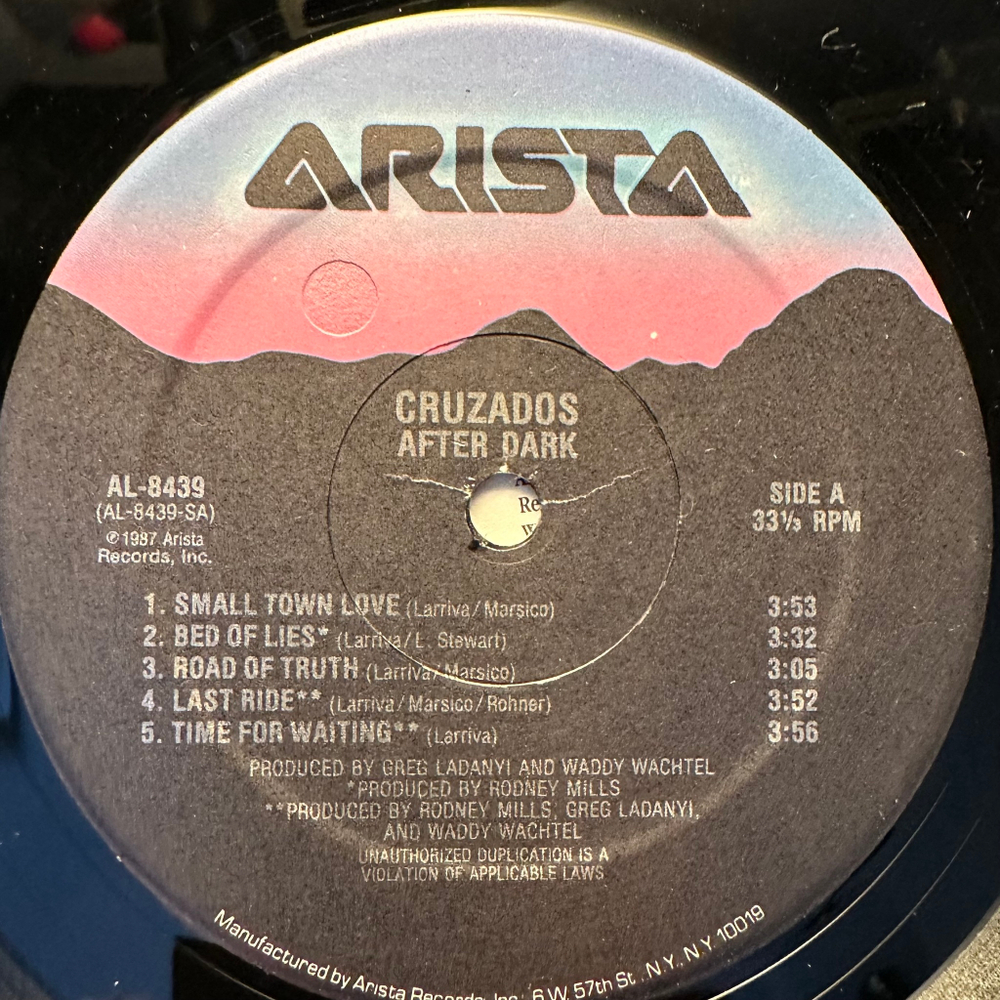 ARISTA
CRUZADOS
AFTER DARK
AL-8439
(AL-8439-SA)
℗1987 Arista
Records, Inc.
SIDE A
33⅓ RPM
Re
w
1. SMALL TOWN LOVE (Larriva/Marsico) 3:53
2. BED OF LIES* (Larriva/L. Stewart) 3:32
3. ROAD OF TRUTH (Larriva/Marsico) 3:05
4. LAST RIDE** (Larriva/Marsico/Rohner) 3:52
5. TIME FOR WAITING** (Larriva) 3:56
PRODUCED BY GREG LADANYI AND WADDY WACHTEL
*PRODUCED BY RODNEY MILLS
**PRODUCED BY RODNEY MILLS, GREG LADANYI,
AND WADDY WACHTEL
UNAUTHORIZED DUPLICATION IS A
VIOLATION OF APPLICABLE LAWS
Manufactured by Arista Records, Inc., 6 W. 57th St., N.Y., N.Y. 10019